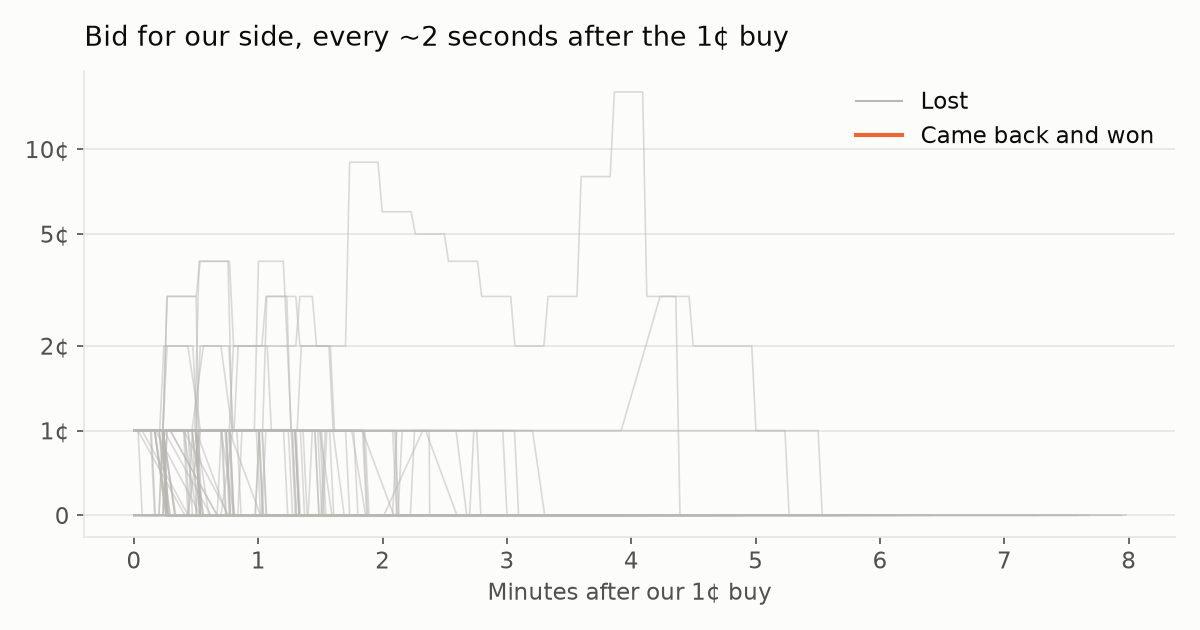 Bid for our side, every ~2 seconds after the 1¢ buy
Lost
Came back and won
10¢
5¢
2¢
1¢
0
0 1 2 3 4 5 6 7 8
Minutes after our 1¢ buy